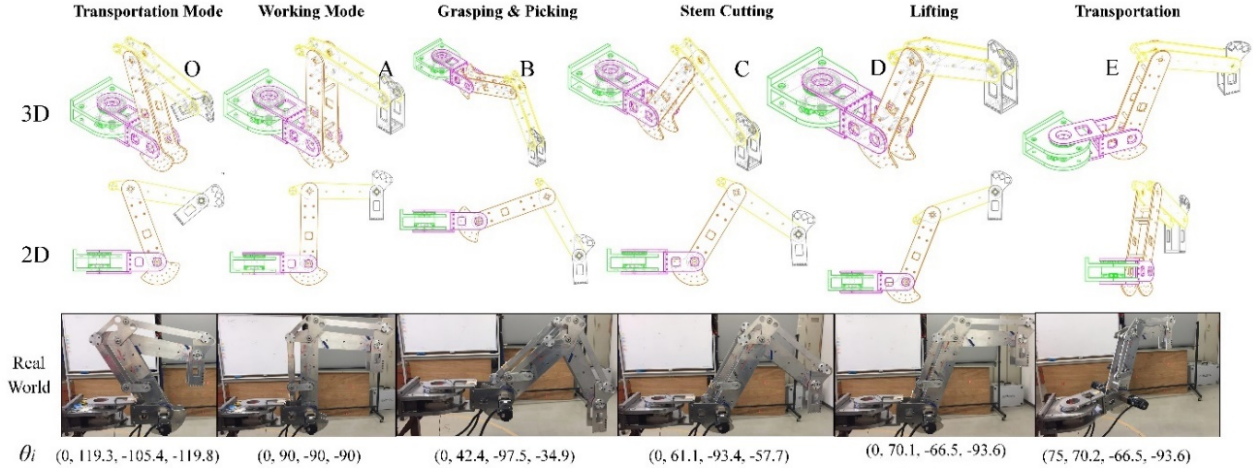 Transportation Mode Working Mode Grasping & Picking Stem Cutting Lifting Transportation
3D O A B C D E
2D
Real
World
θi (0, 119.3, -105.4, -119.8) (0, 90, -90, -90) (0, 42.4, -97.5, -34.9) (0, 61.1, -93.4, -57.7) (0, 70.1, -66.5, -93.6) (75, 70.2, -66.5, -93.6)